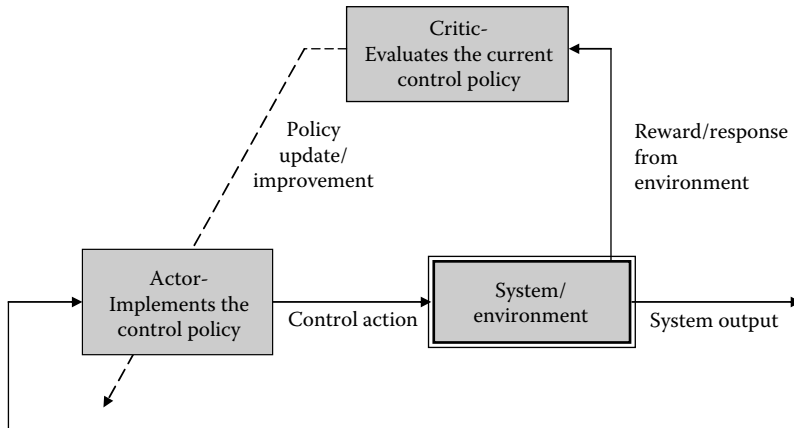 Critic-
Evaluates the current
control policy
Policy
update/
improvement
Reward/response
from
environment
Actor-
Implements the
control policy
Control action
System/
environment
System output